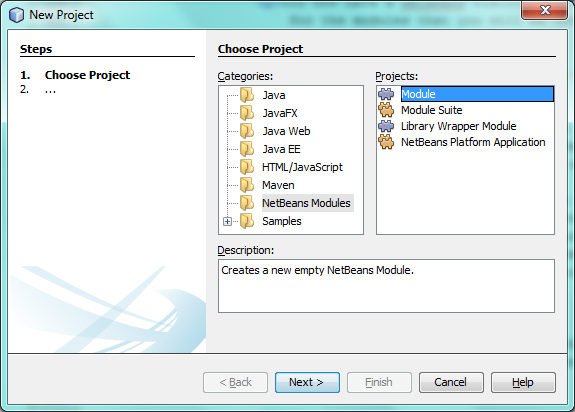 New Project
Steps
1. Choose Project
2. ...
Choose Project
Categories:
Java
JavaFX
Java Web
Java EE
HTML/JavaScript
Maven
NetBeans Modules
Samples
Projects:
Module
Module Suite
Library Wrapper Module
NetBeans Platform Application
Description:
Creates a new empty NetBeans Module.
< Back
Next >
Finish
Cancel
Help